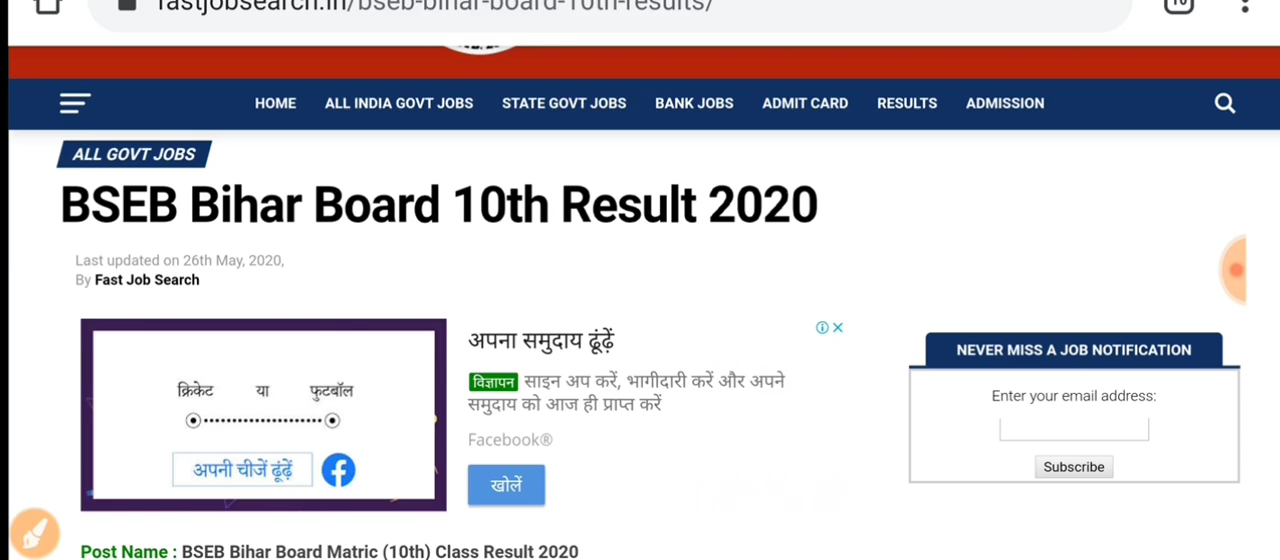 fastjobsearch.in/bseb-bihar-board-10th-results/
HOME ALL INDIA GOVT JOBS STATE GOVT JOBS BANK JOBS ADMIT CARD RESULTS ADMISSION
ALL GOVT JOBS
BSEB Bihar Board 10th Result 2020
Last updated on 26th May, 2020,
By Fast Job Search
क्रिकेट या फुटबॉल
अपनी चीजें ढूंढ़ें
अपना समुदाय ढूंढ़ें
विज्ञापन साइन अप करें, भागीदारी करें और अपने
समुदाय को आज ही प्राप्त करें
Facebook®
खोलें
NEVER MISS A JOB NOTIFICATION
Enter your email address:
Subscribe
Post Name : BSEB Bihar Board Matric (10th) Class Result 2020